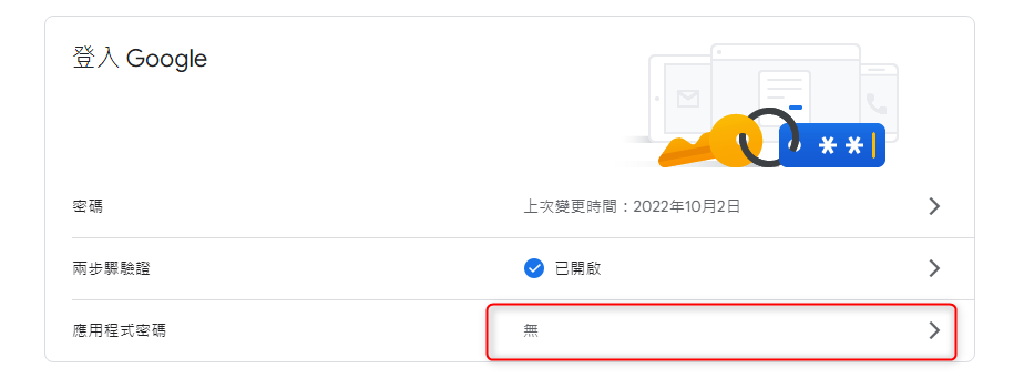 登入 Google
**
密碼
上次變更時間：2022年10月2日
兩步驟驗證
已開啟
應用程式密碼
無